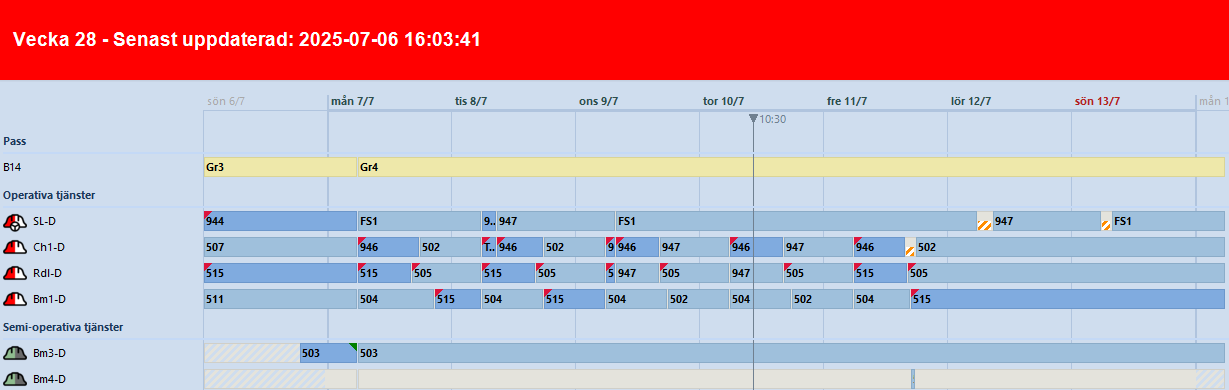 Vecka 28 - Senast uppdaterad: 2025-07-06 16:03:41
sön 6/7 mån 7/7 tis 8/7 ons 9/7 tor 10/7 fre 11/7 lör 12/7 sön 13/7 mån 1
10:30
Pass
B14 Gr3 Gr4
Operativa tjänster
SL-D 944 FS1 9.. 947 FS1 947 FS1
Ch1-D 507 946 502 T.. 946 502 9 946 947 946 947 946 502
Rdl-D 515 515 505 515 505 5 947 505 947 505 515 505
Bm1-D 511 504 515 504 515 504 502 504 502 504 515
Semi-operativa tjänster
Bm3-D 503 503
Bm4-D